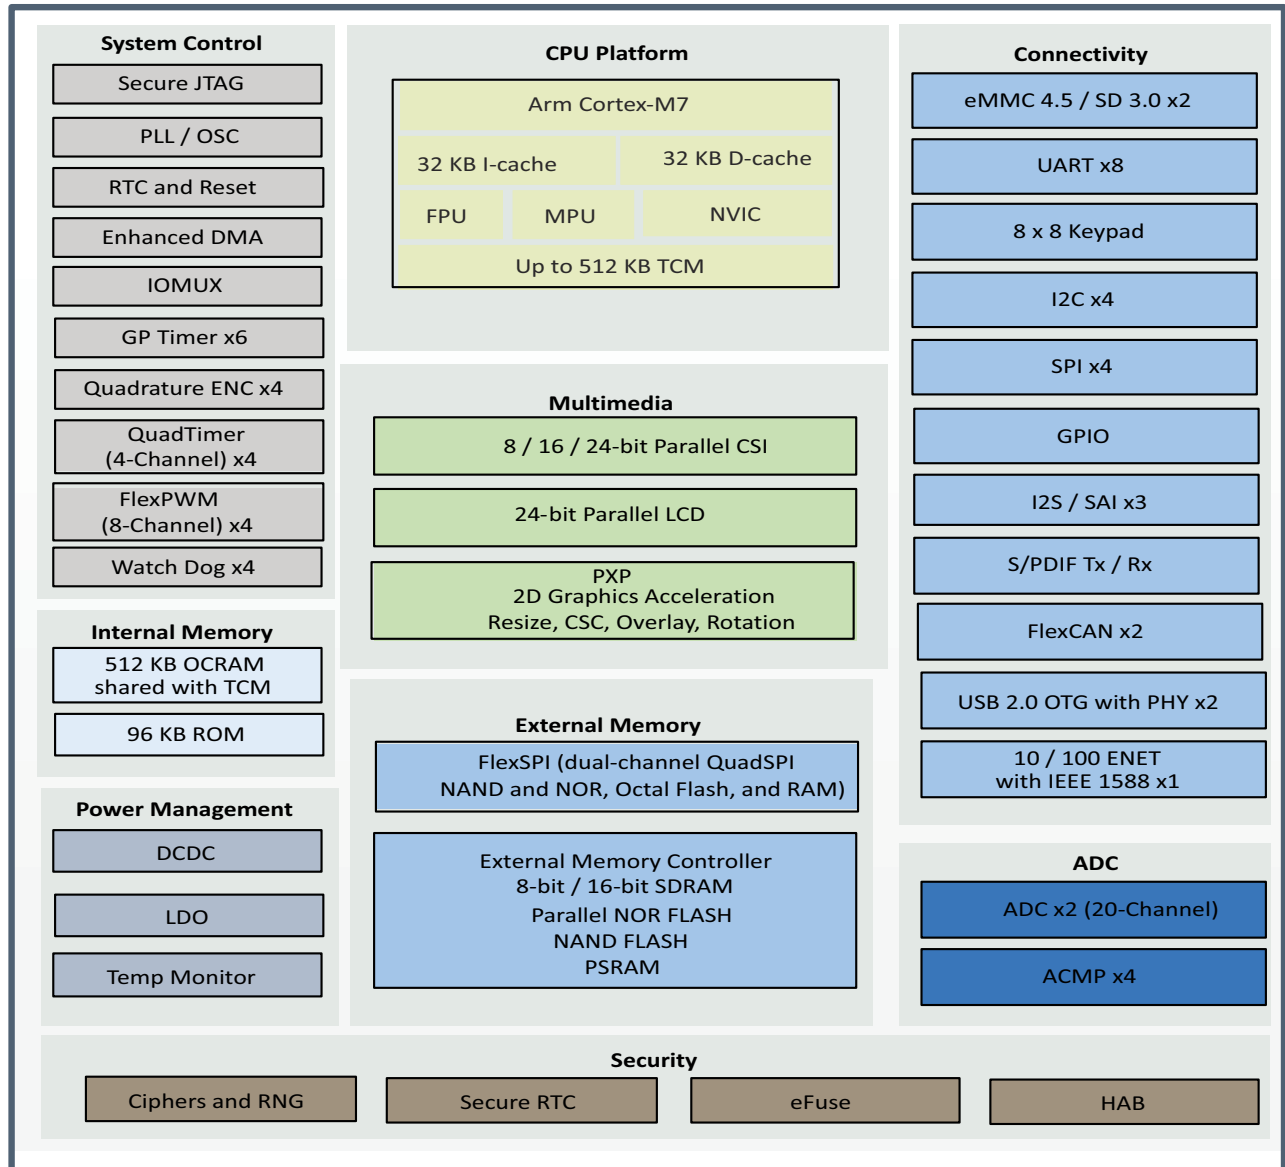 System Control
Secure JTAG
PLL / OSC
RTC and Reset
Enhanced DMA
IOMUX
GP Timer x6
Quadrature ENC x4
QuadTimer
(4-Channel) x4
FlexPWM
(8-Channel) x4
Watch Dog x4
Internal Memory
512 KB OCRAM
shared with TCM
96 KB ROM
Power Management
DCDC
LDO
Temp Monitor
CPU Platform
Arm Cortex-M7
32 KB I-cache
32 KB D-cache
FPU
MPU
NVIC
Up to 512 KB TCM
Multimedia
8 / 16 / 24-bit Parallel CSI
24-bit Parallel LCD
PXP
2D Graphics Acceleration
Resize, CSC, Overlay, Rotation
External Memory
FlexSPI (dual-channel QuadSPI
NAND and NOR, Octal Flash, and RAM)
External Memory Controller
8-bit / 16-bit SDRAM
Parallel NOR FLASH
NAND FLASH
PSRAM
Connectivity
eMMC 4.5 / SD 3.0 x2
UART x8
8 x 8 Keypad
I2C x4
SPI x4
GPIO
I2S / SAI x3
S/PDIF Tx / Rx
FlexCAN x2
USB 2.0 OTG with PHY x2
10 / 100 ENET
with IEEE 1588 x1
ADC
ADC x2 (20-Channel)
ACMP x4
Security
Ciphers and RNG
Secure RTC
eFuse
HAB